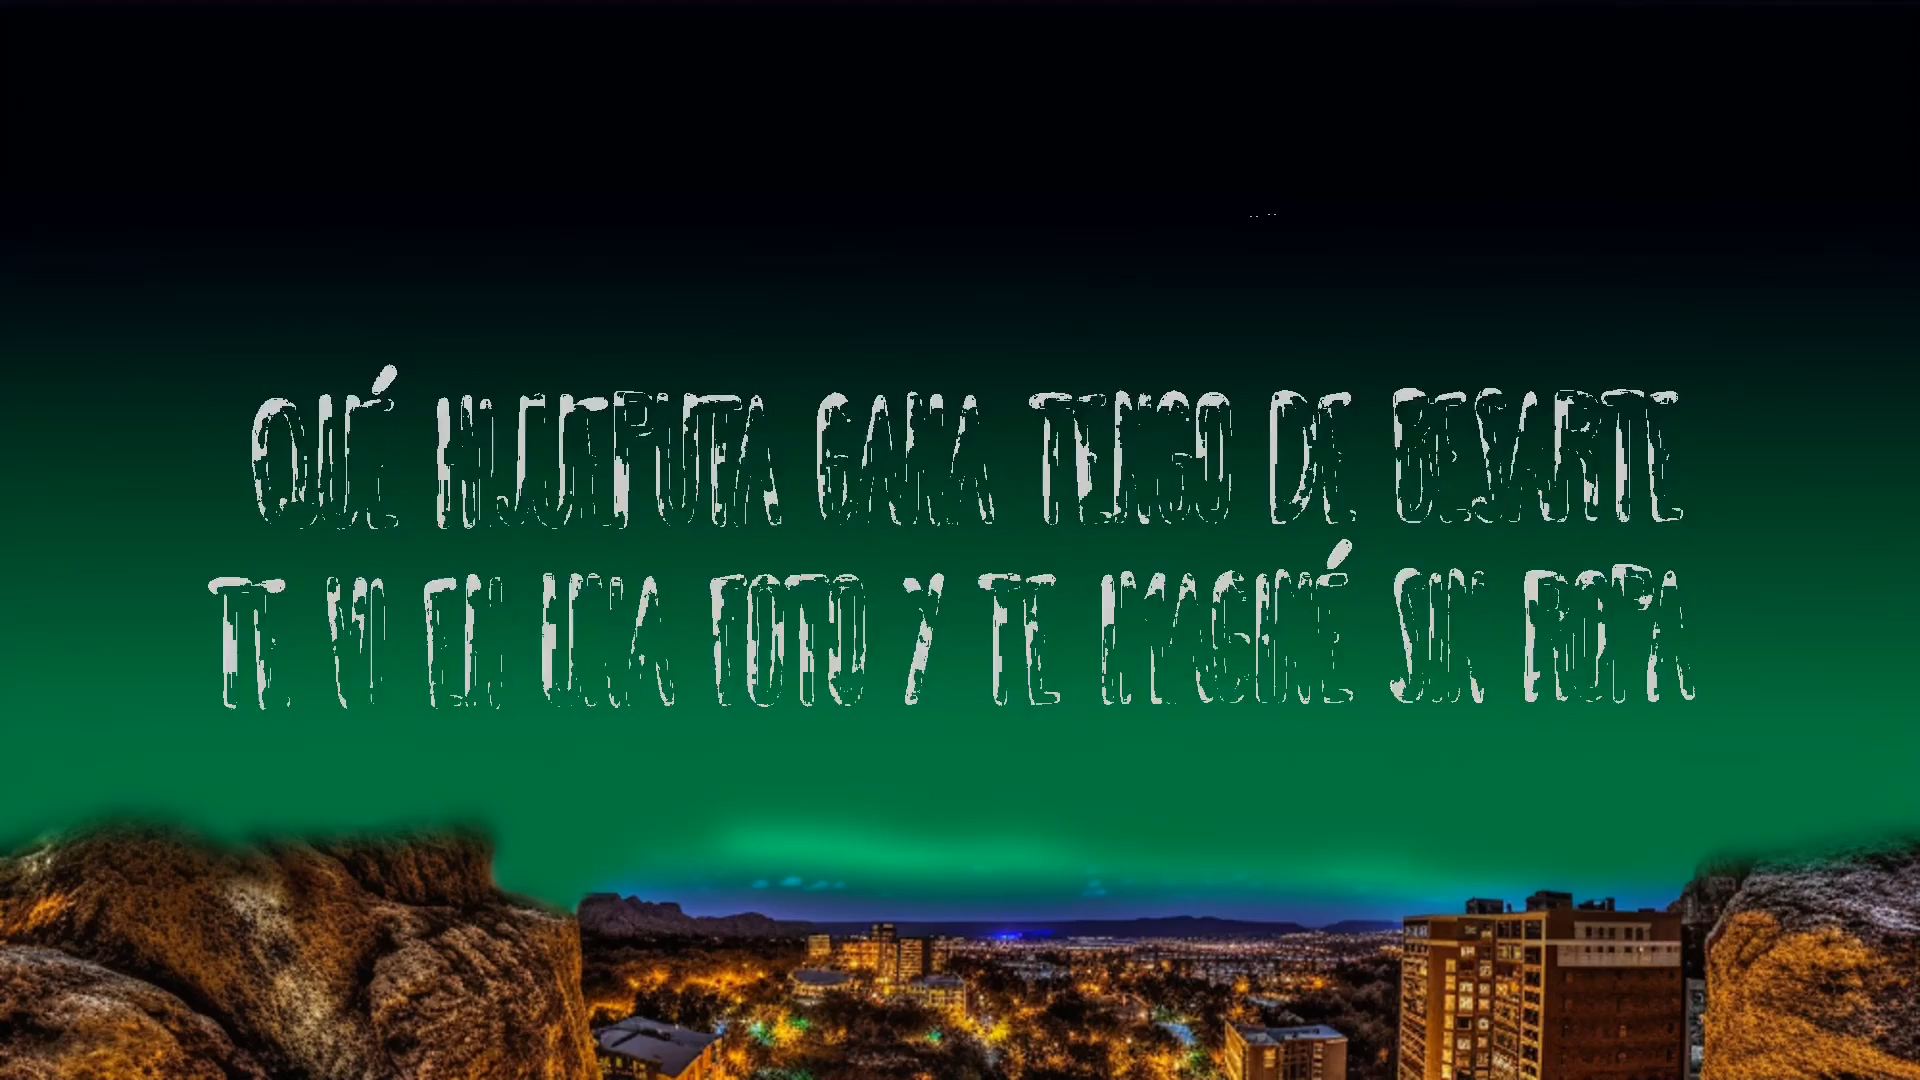 QUÉ HIJUEPUTA GANA TENGO DE BESARTE
TE VI EN UNA FOTO Y TE IMAGINÉ SIN ROPA